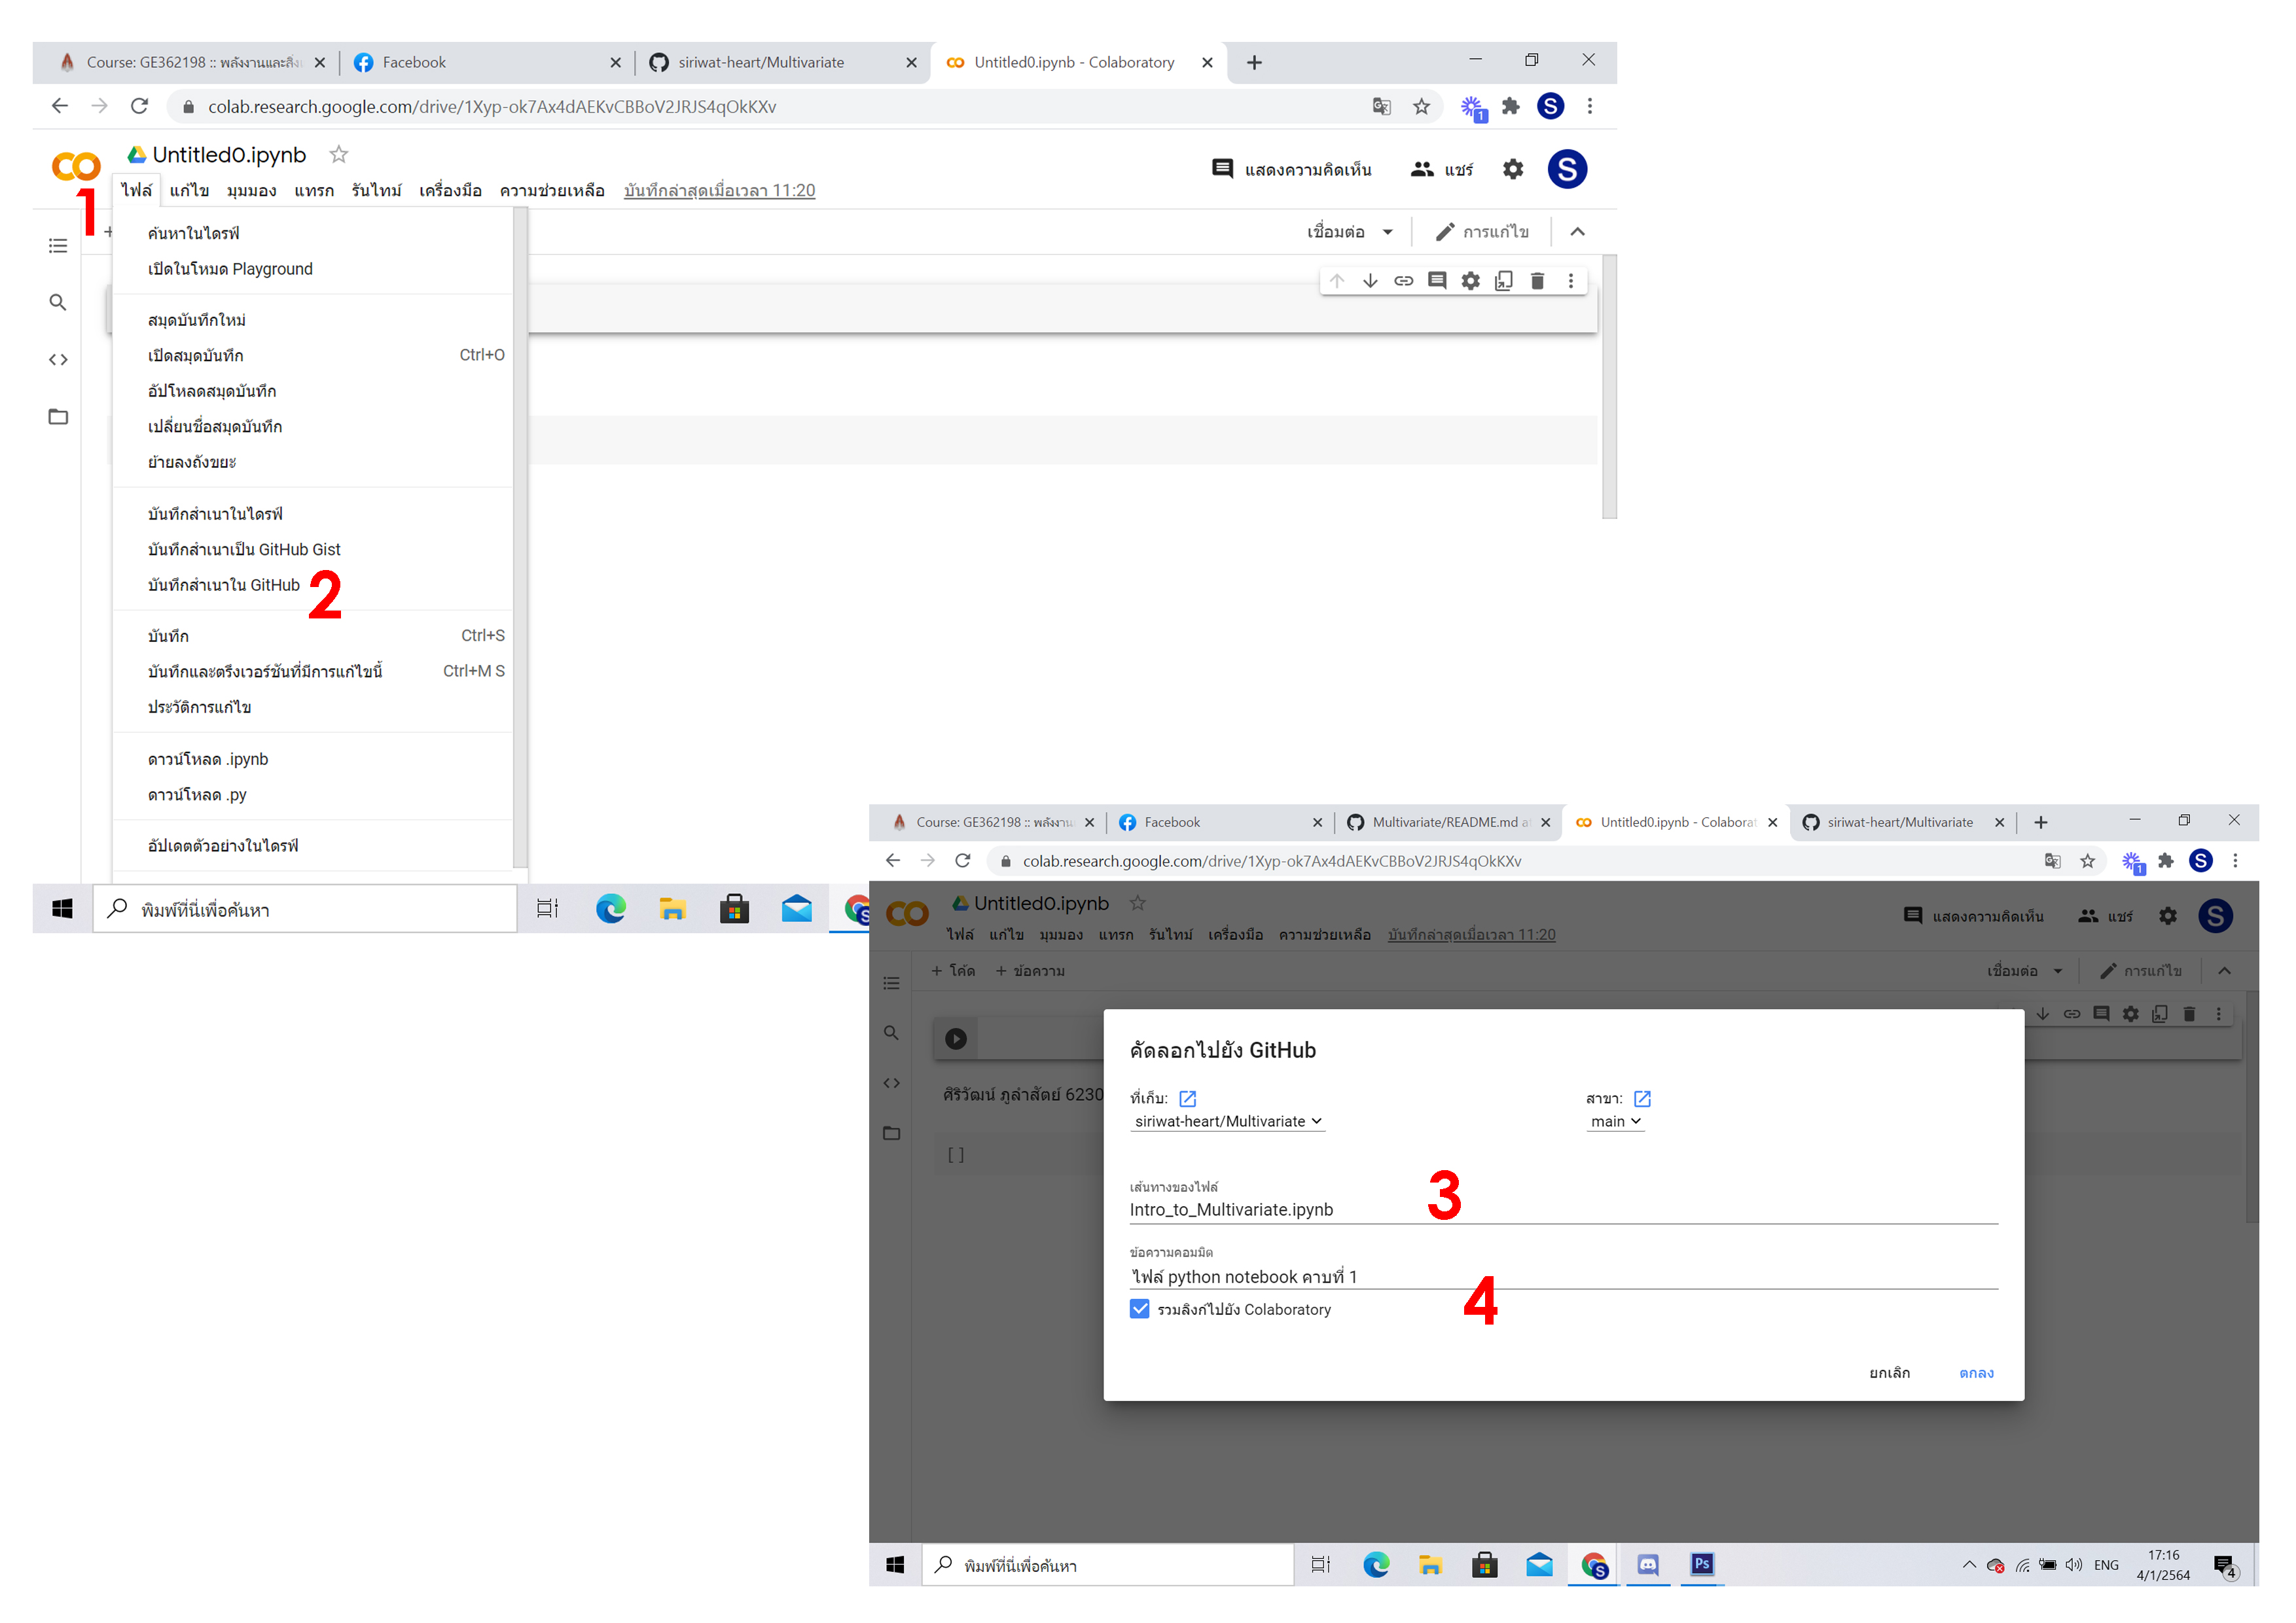 Course: GE362198 :: พลังงานและสิ่ง
Facebook
siriwat-heart/Multivariate
Untitled0.ipynb - Colaboratory
colab.research.google.com/drive/1Xyp-ok7Ax4dAEKvCBBoV2JRJS4qOkKXv
S
1
Untitled0.ipynb
แสดงความคิดเห็น
แชร์
S
ไฟล์ แก้ไข มุมมอง แทรก รันไทม์ เครื่องมือ ความช่วยเหลือ บันทึกล่าสุดเมื่อเวลา 11:20
1
+
เชื่อมต่อ
การแก้ไข
ค้นหาในไดรฟ์
เปิดในโหมด Playground
สมุดบันทึกใหม่
เปิดสมุดบันทึก Ctrl+O
อัปโหลดสมุดบันทึก
เปลี่ยนชื่อสมุดบันทึก
ย้ายลงถังขยะ
บันทึกสำเนาในไดรฟ์
บันทึกสำเนาเป็น GitHub Gist
บันทึกสำเนาใน GitHub
2
บันทึก Ctrl+S
บันทึกและตรึงเวอร์ชันที่มีการแก้ไขนี้ Ctrl+M S
ประวัติการแก้ไข
ดาวน์โหลด .ipynb
ดาวน์โหลด .py
อัปเดตตัวอย่างในไดรฟ์
พิมพ์ที่นี่เพื่อค้นหา
S
Course: GE362198 :: พลังงาน
Facebook
Multivariate/README.md a
Untitled0.ipynb - Colaborat
siriwat-heart/Multivariate
colab.research.google.com/drive/1Xyp-ok7Ax4dAEKvCBBoV2JRJS4qOkKXv
S
1
Untitled0.ipynb
แสดงความคิดเห็น
แชร์
S
ไฟล์ แก้ไข มุมมอง แทรก รันไทม์ เครื่องมือ ความช่วยเหลือ บันทึกล่าสุดเมื่อเวลา 11:20
+ โค้ด + ข้อความ
เชื่อมต่อ
การแก้ไข
ศิริวัฒน์ ภูลำสัตย์ 6230
[ ]
คัดลอกไปยัง GitHub
ที่เก็บ:
สาขา:
siriwat-heart/Multivariate
main
เส้นทางของไฟล์
Intro_to_Multivariate.ipynb
3
ข้อความคอมมิต
ไฟล์ python notebook คาบที่ 1
4
รวมลิงก์ไปยัง Colaboratory
ยกเลิก
ตกลง
พิมพ์ที่นี่เพื่อค้นหา
S
Ps
ENG
17:16
4/1/2564
4